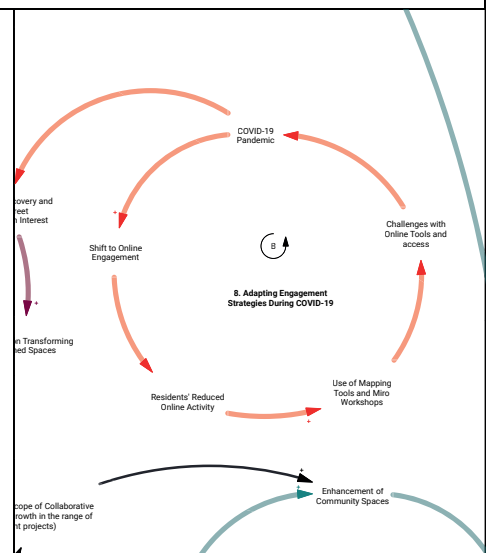 COVID-19
Pandemic
covery and
reet
n Interest
Challenges with
Online Tools and
access
Shift to Online
Engagement
+
B
8. Adapting Engagement
Strategies During COVID-19
+
n Transforming
ned Spaces
Residents' Reduced
Online Activity
Use of Mapping
Tools and Miro
Workshops
+
+
+
Enhancement of
Community Spaces
cope of Collaborative
rowth in the range of
nt projects)